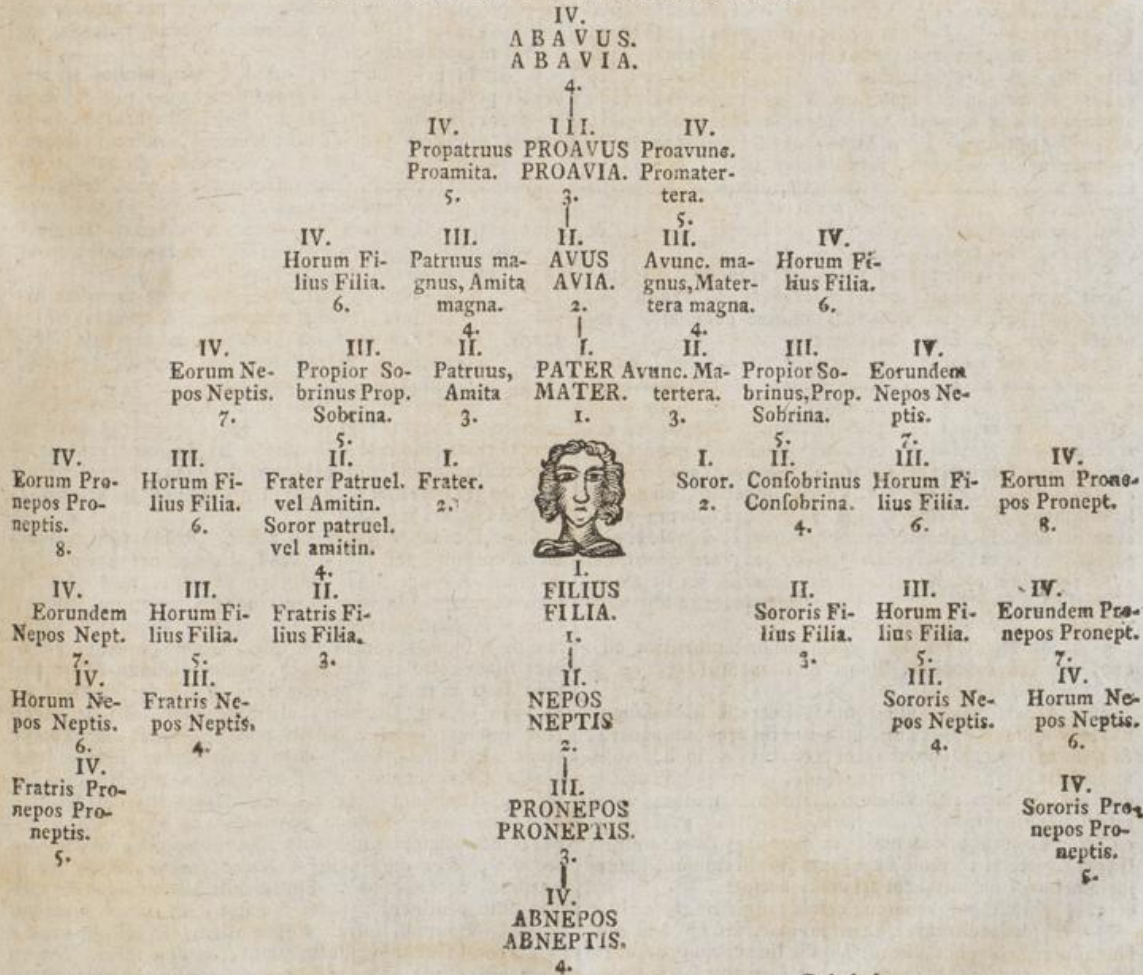 IV.
ABAVUS.
ABAVIA.
4.
IV.
Propatruus
Proamita.
5.
III.
PROAVUS
PROAVIA.
3.
IV.
Proavunc.
Promater-
tera.
5.
IV.
Horum Fi-
lius Filia.
6.
III.
Patruus ma-
gnus, Amita
magna.
4.
II.
AVUS
AVIA.
2.
III.
Avunc. ma-
gnus,Mater-
tera magna.
4.
IV.
Horum Fi-
lius Filia.
6.
IV.
Eorum Ne-
pos Neptis.
7.
III.
Propior So-
brinus Prop.
Sobrina.
5.
II.
Patruus,
Amita
3.
I.
PATER
MATER.
1.
II.
Avunc. Ma-
tertera.
3.
III.
Propior So-
brinus,Prop.
Sobrina.
5.
IV.
Eorundem
Nepos Ne-
ptis.
7.
IV.
Eorum Pro-
nepos Pro-
neptis.
8.
III.
Horum Fi-
lius Filia.
6.
II.
Frater Patruel.
vel Amitin.
Soror patruel.
vel amitin.
4.
I.
Frater.
2.
I.
Soror.
2.
II.
Conſobrinus
Conſobrina.
4.
III.
Horum Fi-
lius Filia.
6.
IV.
Eorum Prone-
pos Pronept.
8.
IV.
Eorundem
Nepos Nept.
7.
III.
Horum Fi-
lius Filia.
5.
II.
Fratris Fi-
lius Filia.
3.
I.
FILIUS
FILIA.
1.
II.
Sororis Fi-
lius Filia.
3.
III.
Horum Fi-
lius Filia.
5.
IV.
Eorundem Pro-
nepos Pronept.
7.
IV.
Horum Ne-
pos Neptis.
6.
III.
Fratris Ne-
pos Neptis.
4.
II.
NEPOS
NEPTIS
2.
III.
Sororis Ne-
pos Neptis.
4.
IV.
Horum Ne-
pos Neptis.
6.
IV.
Fratris Pro-
nepos Pro-
neptis.
5.
III.
PRONEPOS
PRONEPTIS.
3.
IV.
Sororis Pro-
nepos Pro-
neptis.
5.
IV.
ABNEPOS
ABNEPTIS.
4.